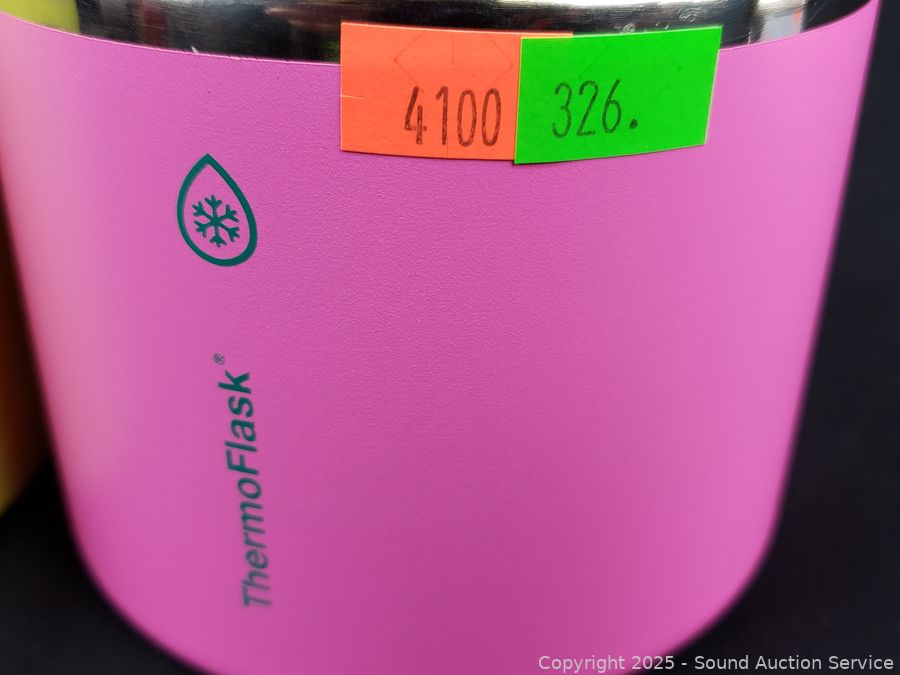 4100
326.
ThermoFlask®
Copyright 2025 - Sound Auction Service